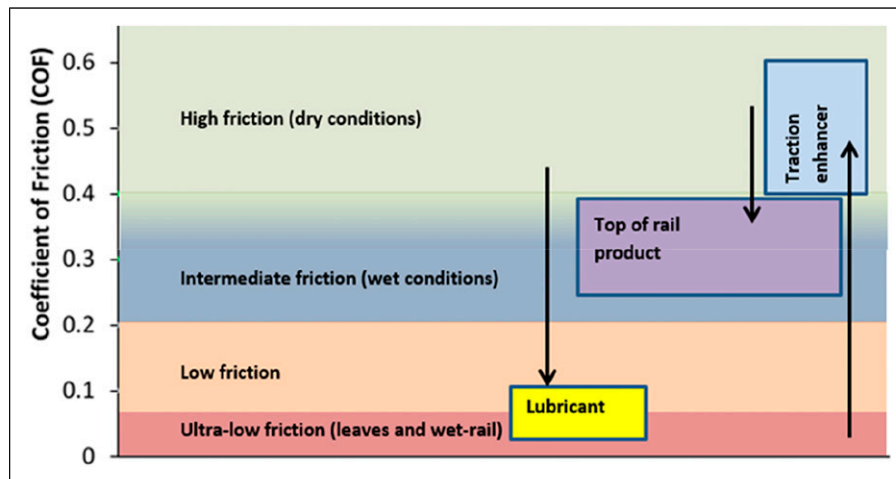 Coefficient of Friction (COF)
0.6
0.5
0.4
0.3
0.2
0.1
0
High friction (dry conditions)
Intermediate friction (wet conditions)
Low friction
Ultra-low friction (leaves and wet-rail)
Lubricant
Top of rail
product
Traction
enhancer